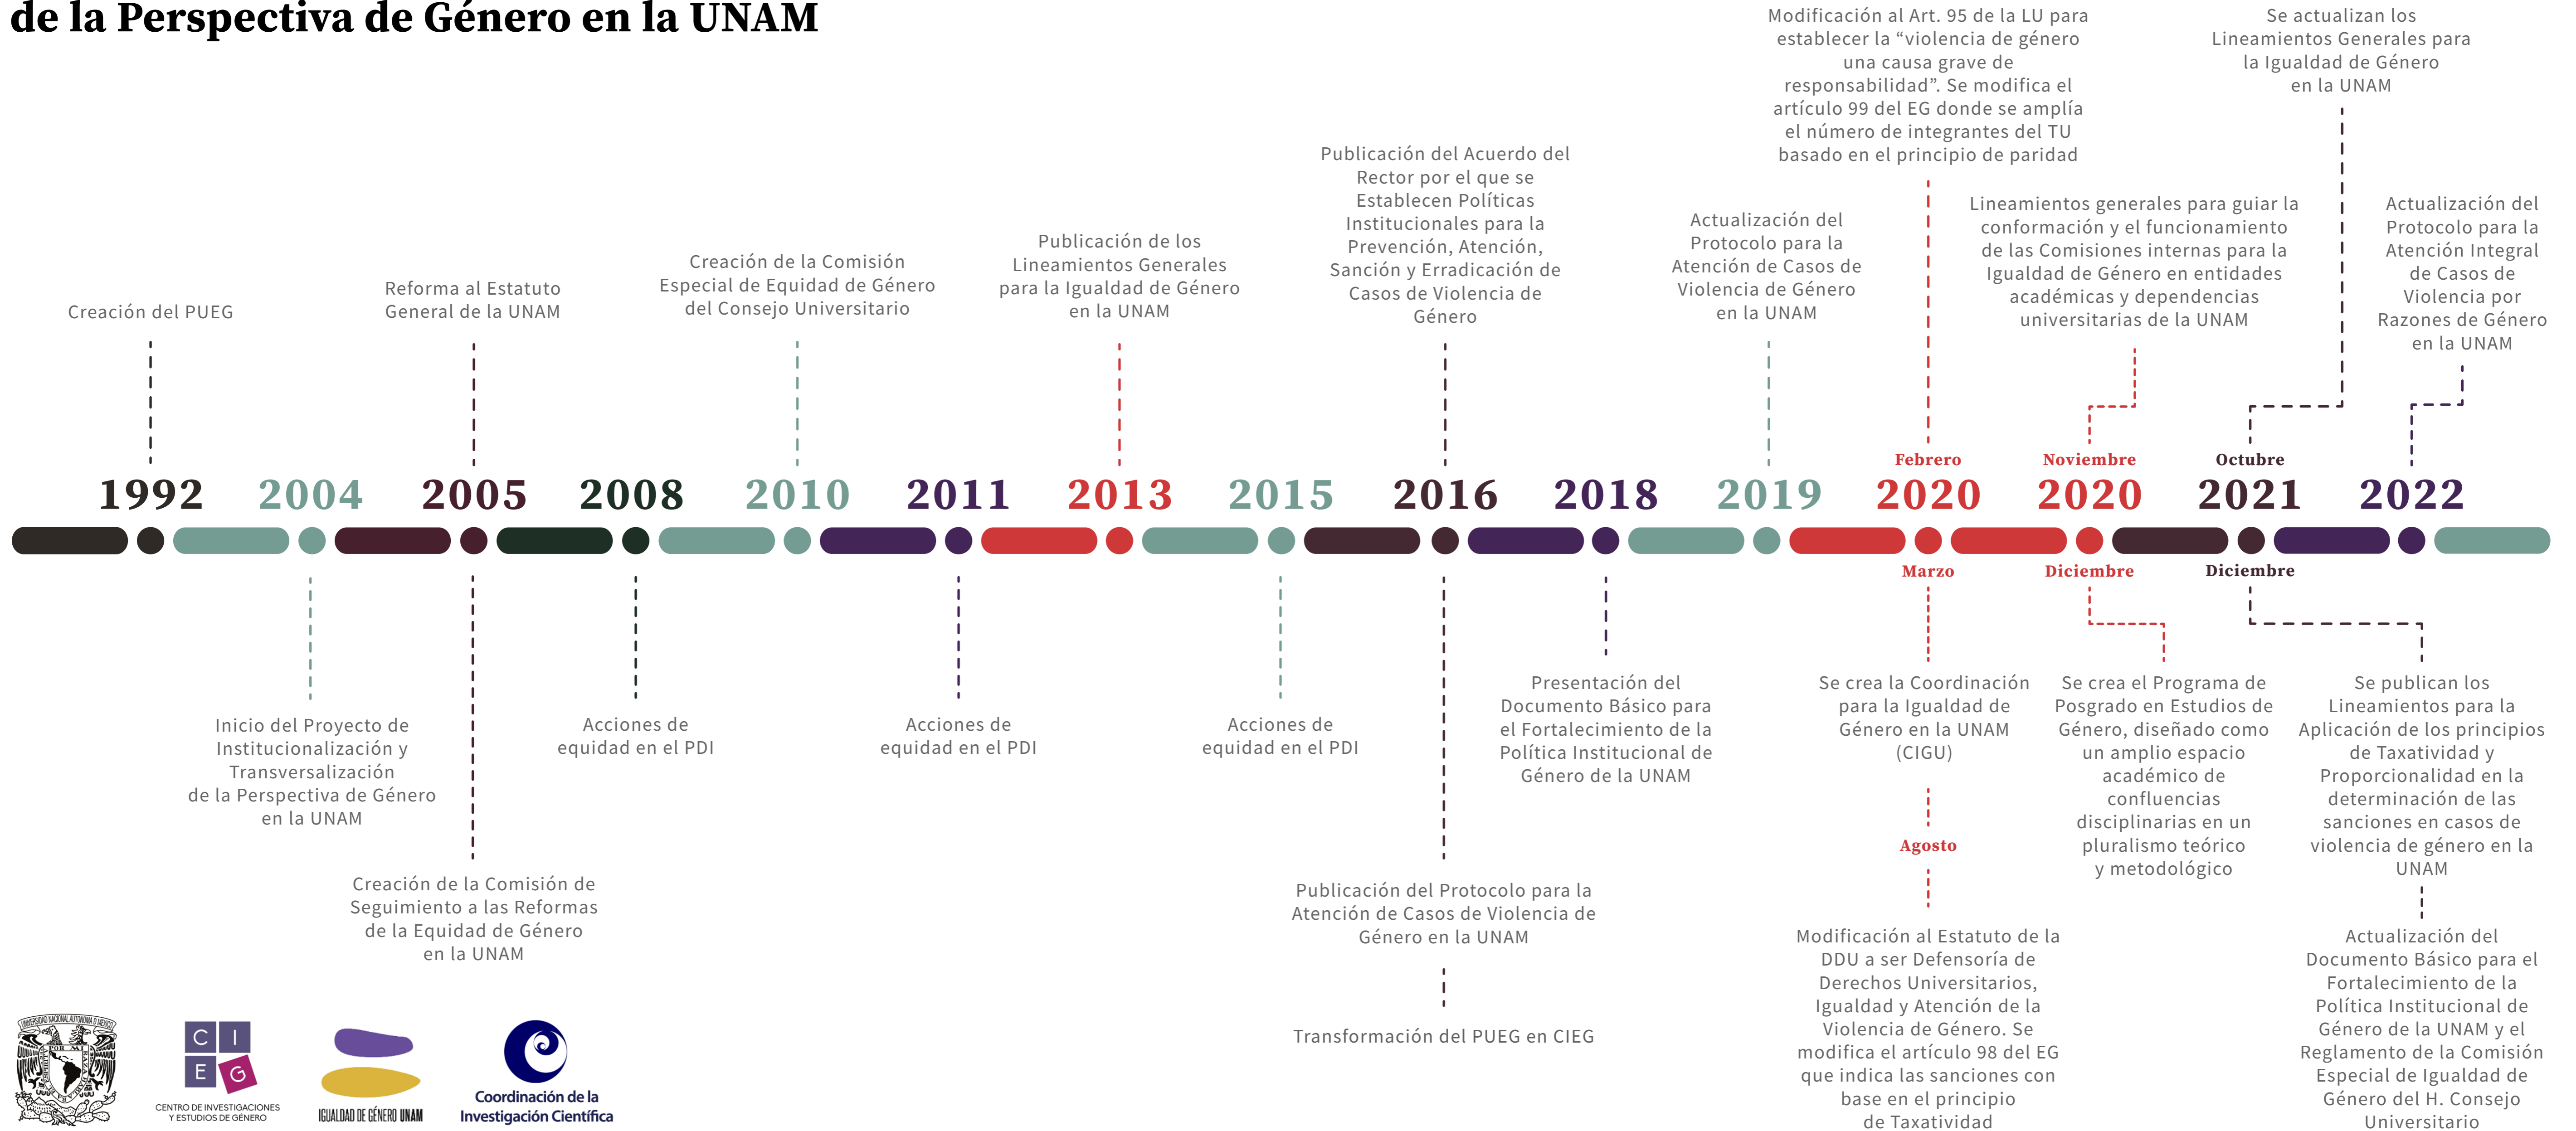 de la Perspectiva de Género en la UNAM
Creación del PUEG
1992
2004
Inicio del Proyecto de
Institucionalización y
Transversalización
de la Perspectiva de Género
en la UNAM
Reforma al Estatuto
General de la UNAM
2005
Creación de la Comisión de
Seguimiento a las Reformas
de la Equidad de Género
en la UNAM
2008
Acciones de
equidad en el PDI
Creación de la Comisión
Especial de Equidad de Género
del Consejo Universitario
2010
2011
Acciones de
equidad en el PDI
Publicación de los
Lineamientos Generales
para la Igualdad de Género
en la UNAM
2013
2015
Acciones de
equidad en el PDI
Publicación del Acuerdo del
Rector por el que se
Establecen Políticas
Institucionales para la
Prevención, Atención,
Sanción y Erradicación de
Casos de Violencia de
Género
2016
Publicación del Protocolo para la
Atención de Casos de Violencia de
Género en la UNAM
Transformación del PUEG en CIEG
2018
Presentación del
Documento Básico para
el Fortalecimiento de la
Política Institucional de
Género de la UNAM
Actualización del
Protocolo para la
Atención de Casos de
Violencia de Género
en la UNAM
2019
Modificación al Art. 95 de la LU para
establecer la “violencia de género
una causa grave de
responsabilidad”. Se modifica el
artículo 99 del EG donde se amplía
el número de integrantes del TU
basado en el principio de paridad
Febrero
2020
Marzo
Se crea la Coordinación
para la Igualdad de
Género en la UNAM
(CIGU)
Agosto
Modificación al Estatuto de la
DDU a ser Defensoría de
Derechos Universitarios,
Igualdad y Atención de la
Violencia de Género. Se
modifica el artículo 98 del EG
que indica las sanciones con
base en el principio
de Taxatividad
Lineamientos generales para guiar la
conformación y el funcionamiento
de las Comisiones internas para la
Igualdad de Género en entidades
académicas y dependencias
universitarias de la UNAM
Noviembre
2020
Diciembre
Se crea el Programa de
Posgrado en Estudios de
Género, diseñado como
un amplio espacio
académico de
confluencias
disciplinarias en un
pluralismo teórico
y metodológico
Se actualizan los
Lineamientos Generales para
la Igualdad de Género
en la UNAM
Octubre
2021
Diciembre
Se publican los
Lineamientos para la
Aplicación de los principios
de Taxatividad y
Proporcionalidad en la
determinación de las
sanciones en casos de
violencia de género en la
UNAM
Actualización del
Documento Básico para el
Fortalecimiento de la
Política Institucional de
Género de la UNAM y el
Reglamento de la Comisión
Especial de Igualdad de
Género del H. Consejo
Universitario
Actualización del
Protocolo para la
Atención Integral
de Casos de
Violencia por
Razones de Género
en la UNAM
2022
UNIVERSIDAD NACIONAL AUTONOMA D MEXICO
C I
E G
CENTRO DE INVESTIGACIONES
Y ESTUDIOS DE GÉNERO
IGUALDAD DE GÉNERO UNAM
Coordinación de la
Investigación Científica